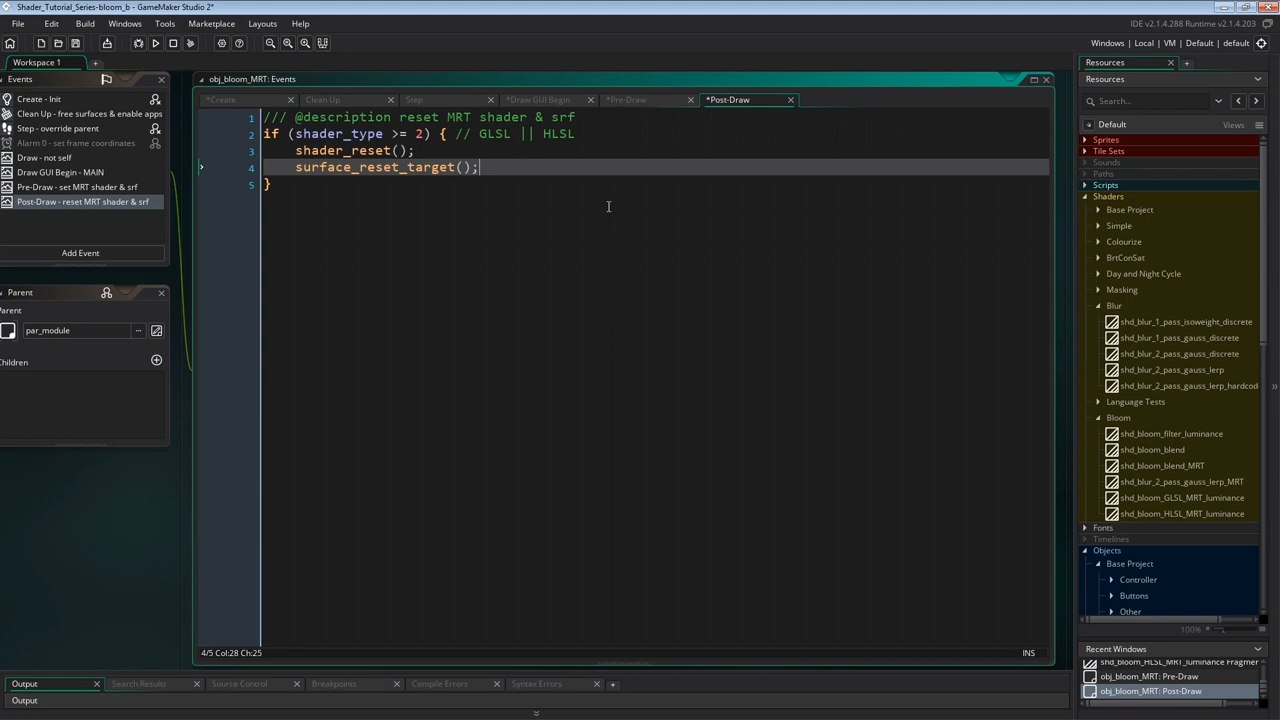 Shader_Tutorial_Series-bloom_b - GameMaker Studio 2*
File Edit Build Windows Tools Marketplace Layouts Help
IDE v2.1.4.288 Runtime v2.1.4.203
Windows | Local | VM | Default | default
Workspace 1
Events
Create - Init
Clean Up - free surfaces & enable apps
Step - override parent
Alarm 0 - set frame coordinates
Draw - not self
Draw GUI Begin - MAIN
Pre-Draw - set MRT shader & srf
Post-Draw - reset MRT shader & srf
Add Event
Parent
Parent
par_module
Children
obj_bloom_MRT: Events
*Create Clean Up Step *Draw GUI Begin *Pre-Draw *Post-Draw
1 /// @description reset MRT shader & srf
2 if (shader_type >= 2) { // GLSL || HLSL
3 shader_reset();
4 surface_reset_target();
5 }
4/5 Col:28 Ch:25
INS
Resources
Resources
Search...
Default
Views
Sprites
Tile Sets
Sounds
Paths
Scripts
Shaders
Base Project
Simple
Colourize
BrtConSat
Day and Night Cycle
Masking
Blur
shd_blur_1_pass_isoweight_discrete
shd_blur_1_pass_gauss_discrete
shd_blur_2_pass_gauss_discrete
shd_blur_2_pass_gauss_lerp
shd_blur_2_pass_gauss_lerp_hardcod
Language Tests
Bloom
shd_bloom_filter_luminance
shd_bloom_blend
shd_bloom_blend_MRT
shd_blur_2_pass_gauss_lerp_MRT
shd_bloom_GLSL_MRT_luminance
shd_bloom_HLSL_MRT_luminance
Fonts
Timelines
Objects
Base Project
Controller
Buttons
Other
100%
Recent Windows
shd_bloom_HLSL_MRT_luminance Fragmer
obj_bloom_MRT: Pre-Draw
obj_bloom_MRT: Post-Draw
Output Search Results Source Control Breakpoints Compile Errors Syntax Errors
Output